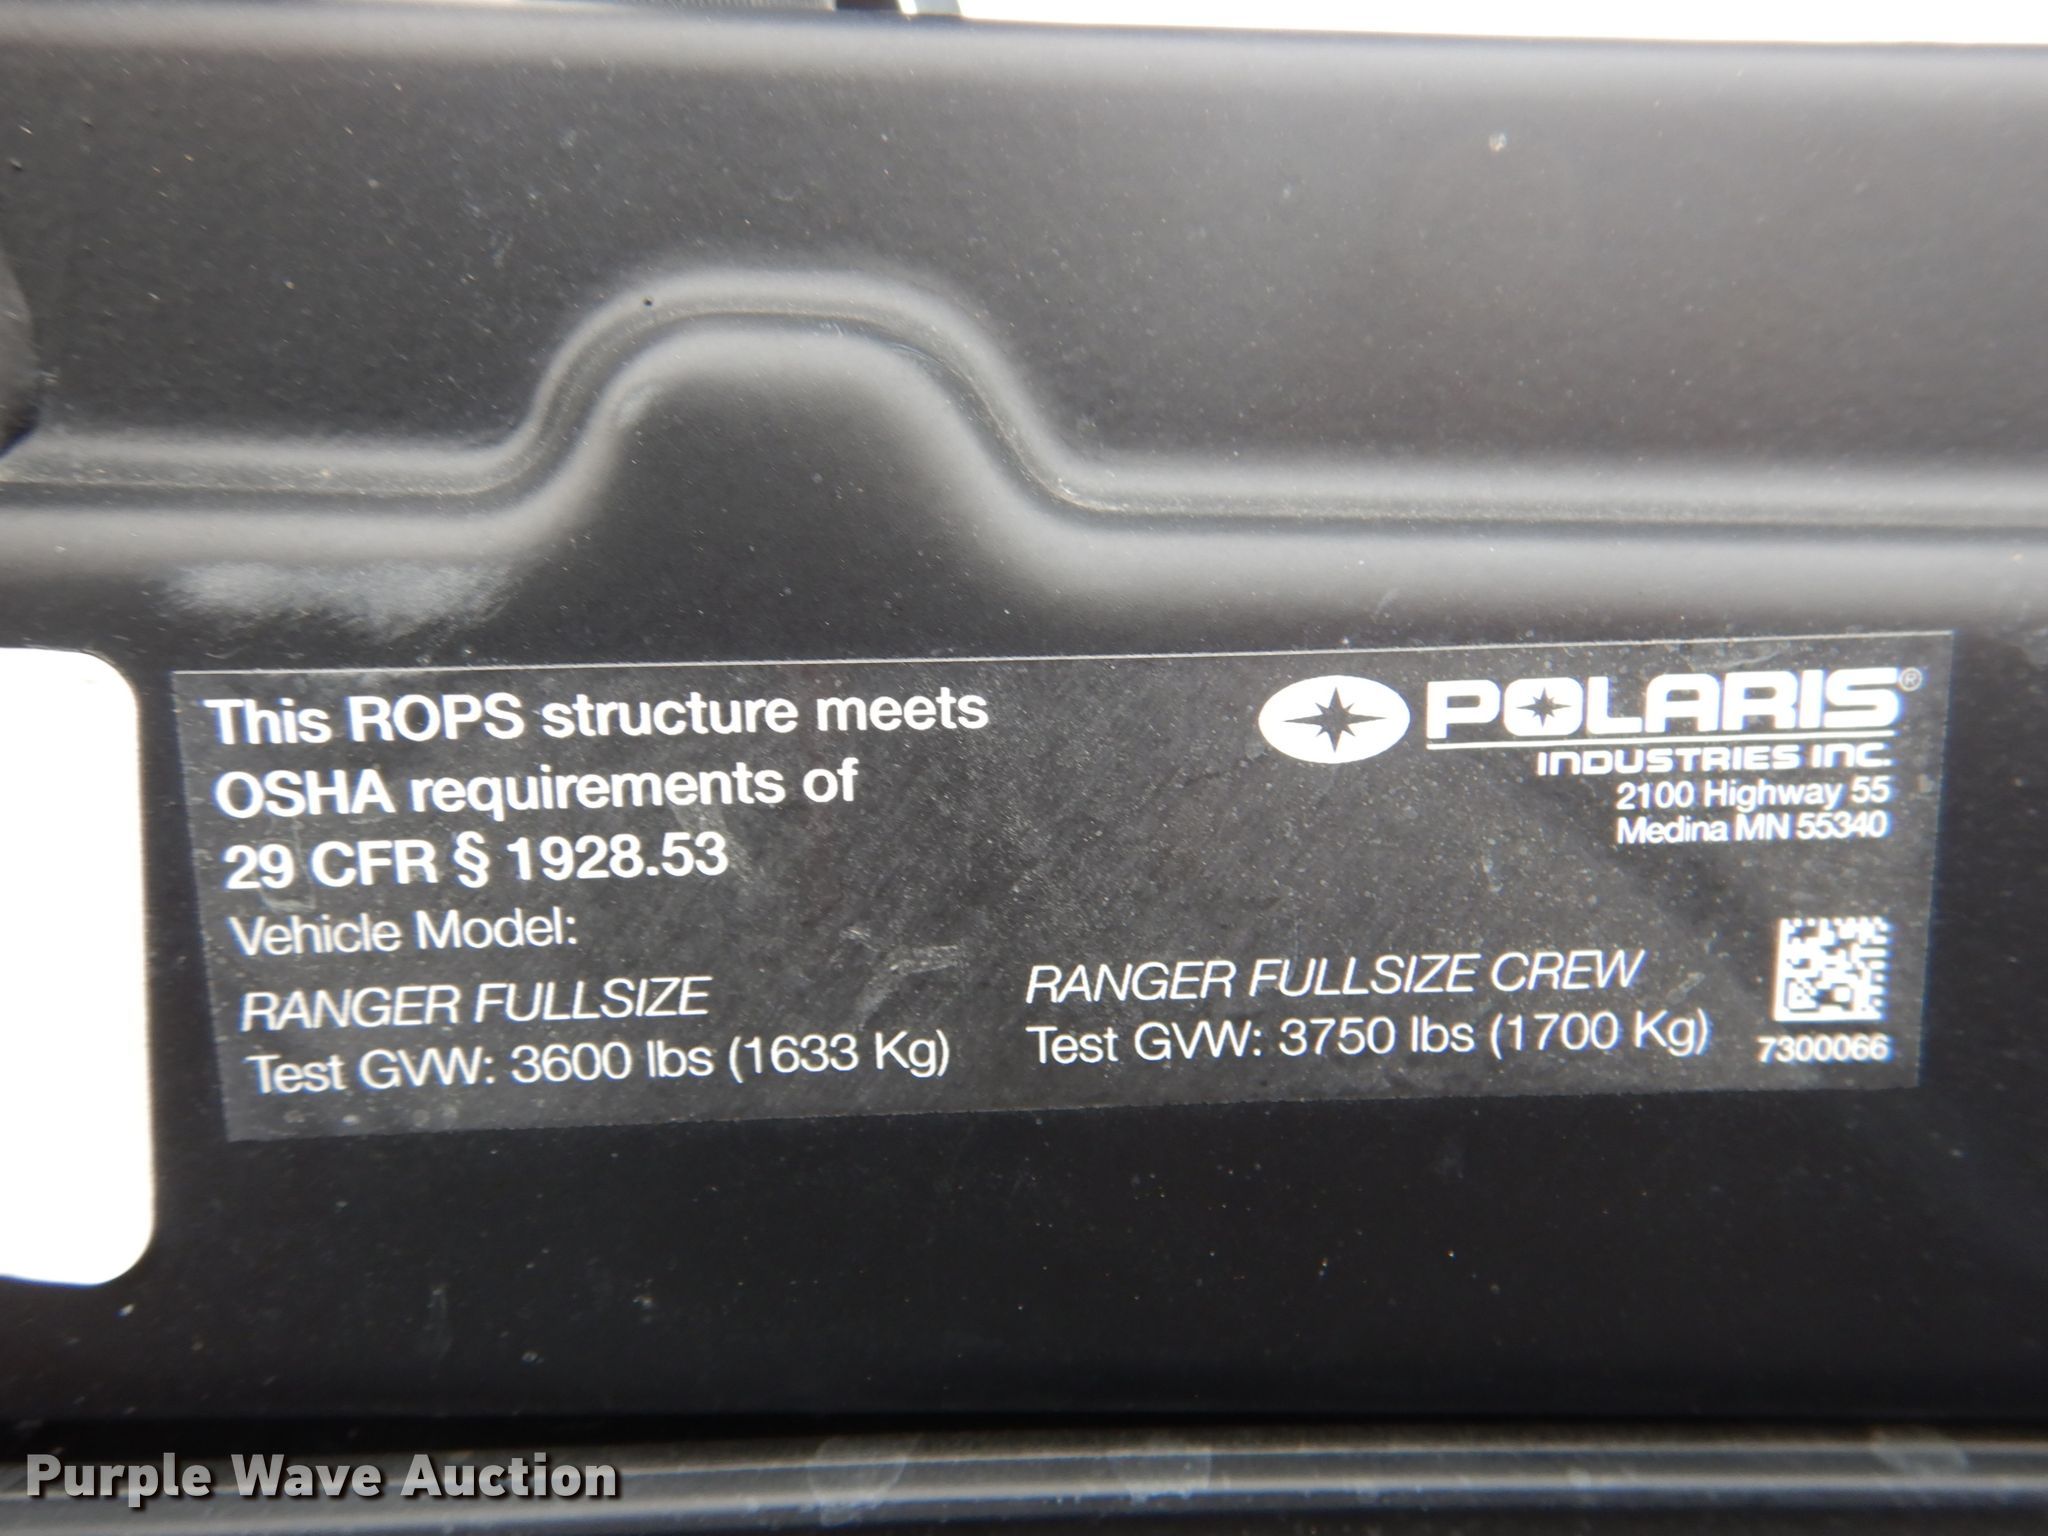 This ROPS structure meets
OSHA requirements of
29 CFR § 1928.53
Vehicle Model:
RANGER FULLSIZE
Test GVW: 3600 lbs (1633 Kg)
RANGER FULLSIZE CREW
Test GVW: 3750 lbs (1700 Kg)
POLARIS®
INDUSTRIES INC.
2100 Highway 55
Medina MN 55340
7300066
Purple Wave Auction